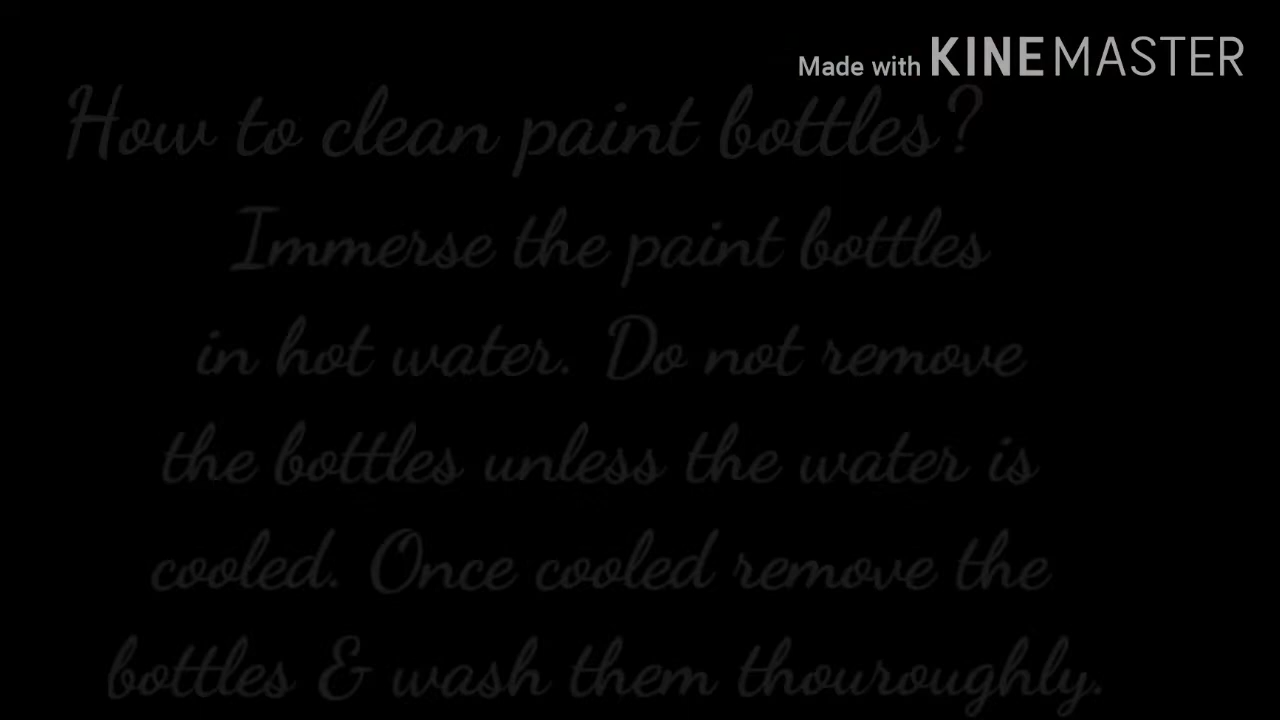 Made with KINEMASTER
How to clean paint bottles?
Immerse the paint bottles
in hot water. Do not remove
the bottles unless the water is
cooled. Once cooled remove the
bottles & wash them thouroughly.